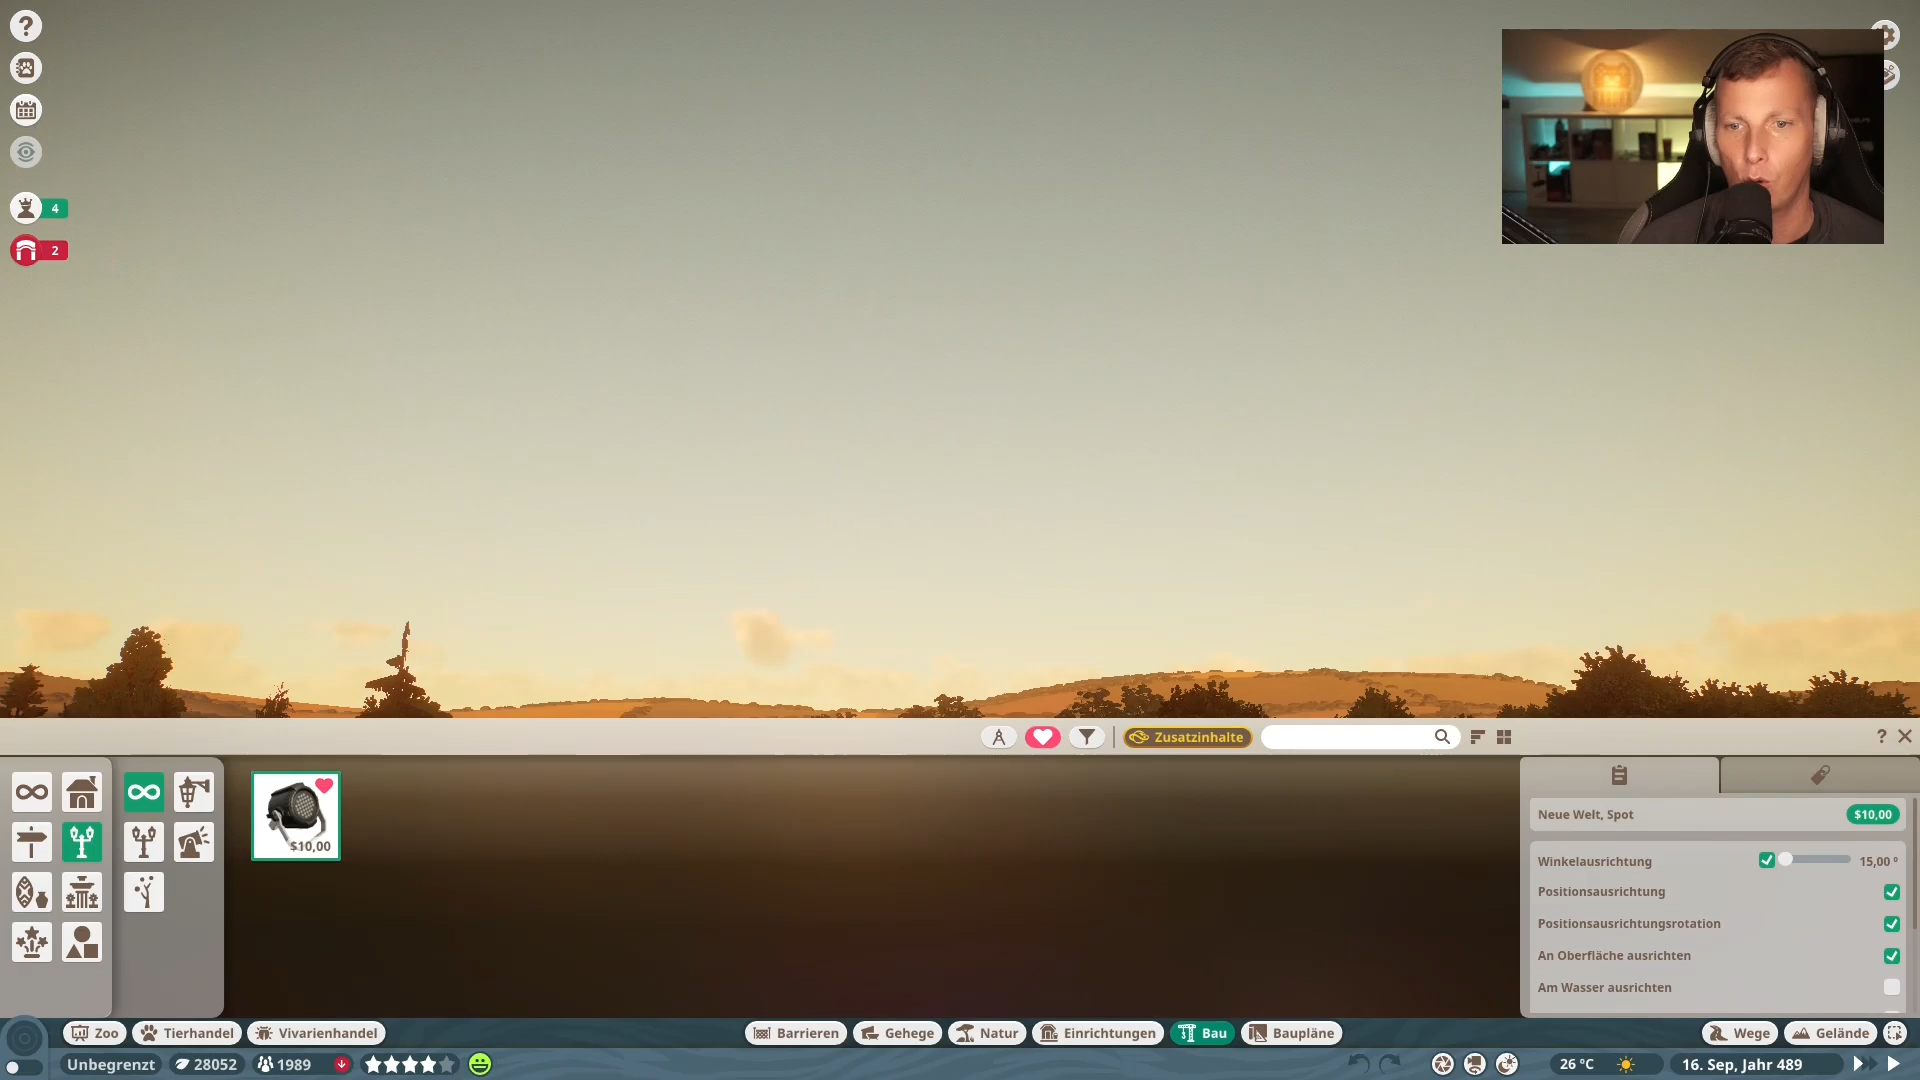 4
2
Zusatzinhalte
$10,00
Neue Welt, Spot
$10,00
Winkelausrichtung
15,00 °
Positionsausrichtung
Positionsausrichtungsrotation
An Oberfläche ausrichten
Am Wasser ausrichten
Zoo
Tierhandel
Vivarienhandel
Barrieren
Gehege
Natur
Einrichtungen
Bau
Baupläne
Wege
Gelände
Unbegrenzt
28052
1989
26 °C
16. Sep, Jahr 489